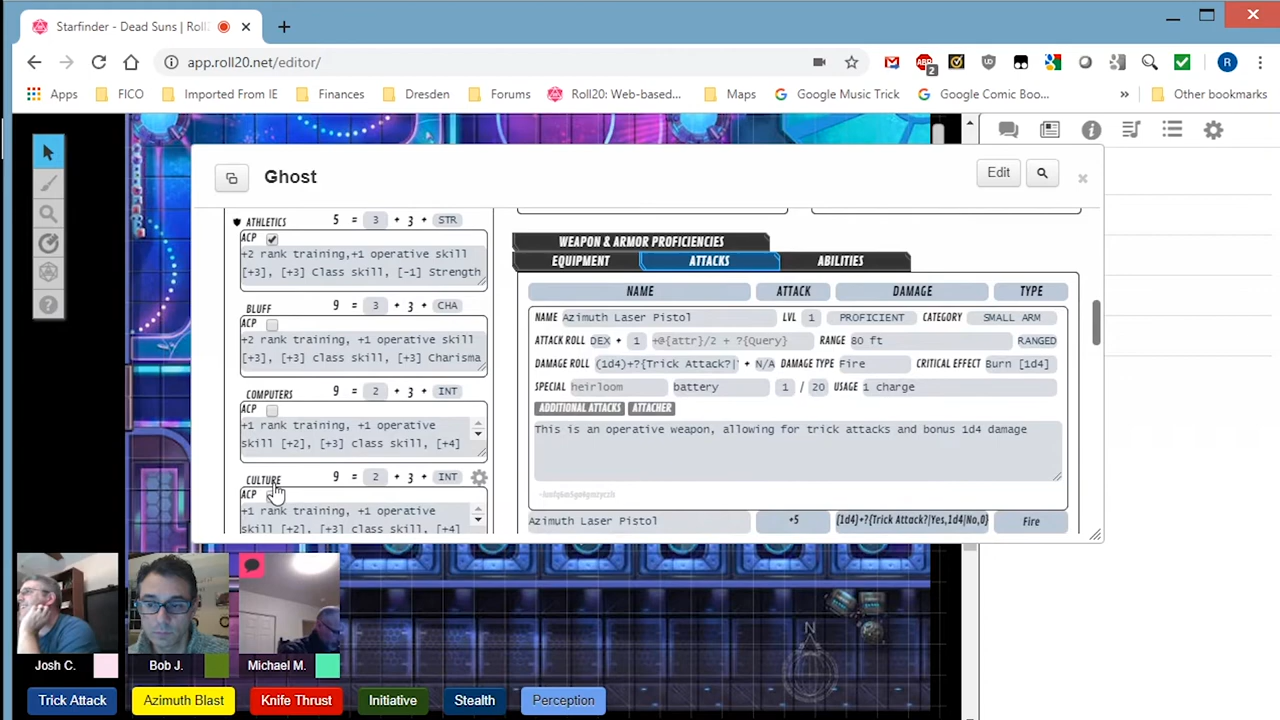 Starfinder - Dead Suns | Roll2
app.roll20.net/editor/
ABP
2
R
Apps
FICO
Imported From IE
Finances
Dresden
Forums
Roll20: Web-based...
Maps
Google Music Trick
Google Comic Boo...
»
Other bookmarks
Ghost
Edit
ATHLETICS 5 = 3 + 3 + STR
ACP
+2 rank training,+1 operative skill
[+3], [+3] Class skill, [-1] Strength
BLUFF 9 = 3 + 3 + CHA
ACP
+2 rank training, +1 operative skill
[+3], [+3] class skill, [+3] Charisma
COMPUTERS 9 = 2 + 3 + INT
ACP
+1 rank training, +1 operative
skill [+2], [+3] class skill, [+4]
CULTURE 9 = 2 + 3 + INT
ACP
+1 rank training, +1 operative
skill [+2], [+3] class skill, [+4]
WEAPON & ARMOR PROFICIENCIES
EQUIPMENT ATTACKS ABILITIES
NAME ATTACK DAMAGE TYPE
NAME Azimuth Laser Pistol LVL 1 PROFICIENT CATEGORY SMALL ARM
ATTACK ROLL DEX + 1 +@{attr}/2 + ?{Query} RANGE 80 ft RANGED
DAMAGE ROLL (1d4)+?{Trick Attack?| + N/A DAMAGE TYPE Fire CRITICAL EFFECT Burn [1d4]
SPECIAL heirloom battery 1 / 20 USAGE 1 charge
ADDITIONAL ATTACKS ATTACHER
This is an operative weapon, allowing for trick attacks and bonus 1d4 damage
Azimuth Laser Pistol +5 (1d4)+?{Trick Attack?|Yes,1d4|No,0} Fire
N
Josh C.
Bob J.
Michael M.
Trick Attack
Azimuth Blast
Knife Thrust
Initiative
Stealth
Perception